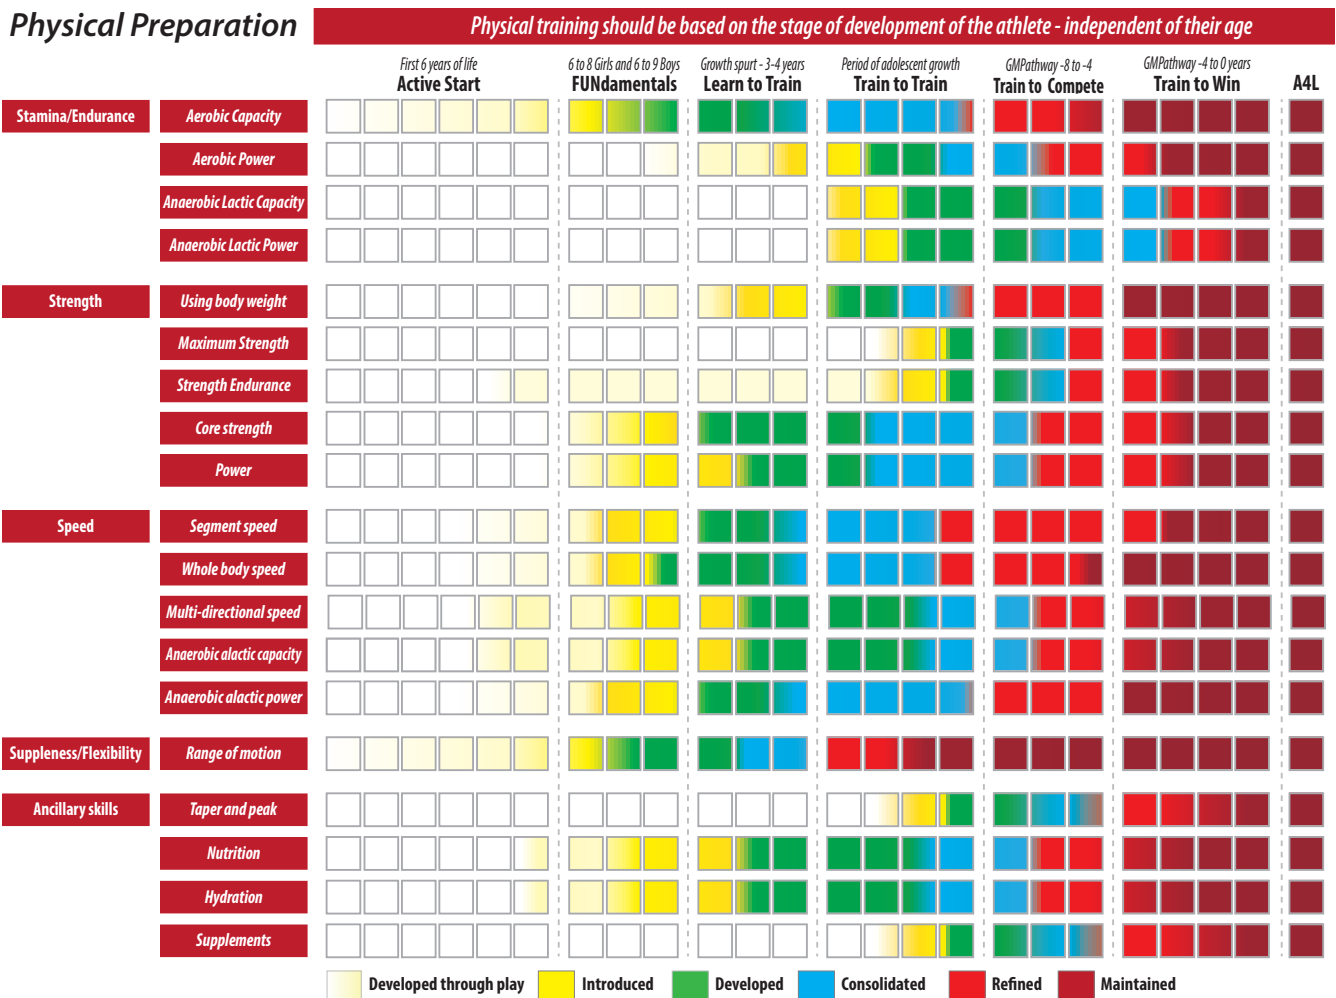 Physical Preparation
Physical training should be based on the stage of development of the athlete - independent of their age
First 6 years of life
Active Start
6 to 8 Girls and 6 to 9 Boys
FUNdamentals
Growth spurt - 3-4 years
Learn to Train
Period of adolescent growth
Train to Train
GMPathway -8 to -4
Train to Compete
GMPathway -4 to 0 years
Train to Win
A4L
Stamina/Endurance
Aerobic Capacity
Aerobic Power
Anaerobic Lactic Capacity
Anaerobic Lactic Power
Strength
Using body weight
Maximum Strength
Strength Endurance
Core strength
Power
Speed
Segment speed
Whole body speed
Multi-directional speed
Anaerobic alactic capacity
Anaerobic alactic power
Suppleness/Flexibility
Range of motion
Ancillary skills
Taper and peak
Nutrition
Hydration
Supplements
Developed through play
Introduced
Developed
Consolidated
Refined
Maintained